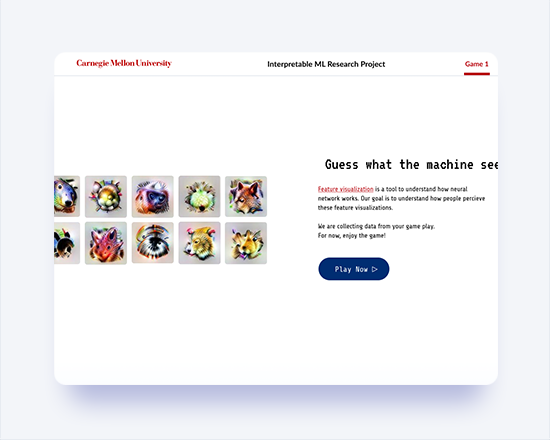 Carnegie Mellon University
Interpretable ML Research Project
Game 1
Guess what the machine see
Feature visualization is a tool to understand how neural
network works. Our goal is to understand how people percieve
these feature visualizations.
We are collecting data from your game play.
For now, enjoy the game!
Play Now ▷